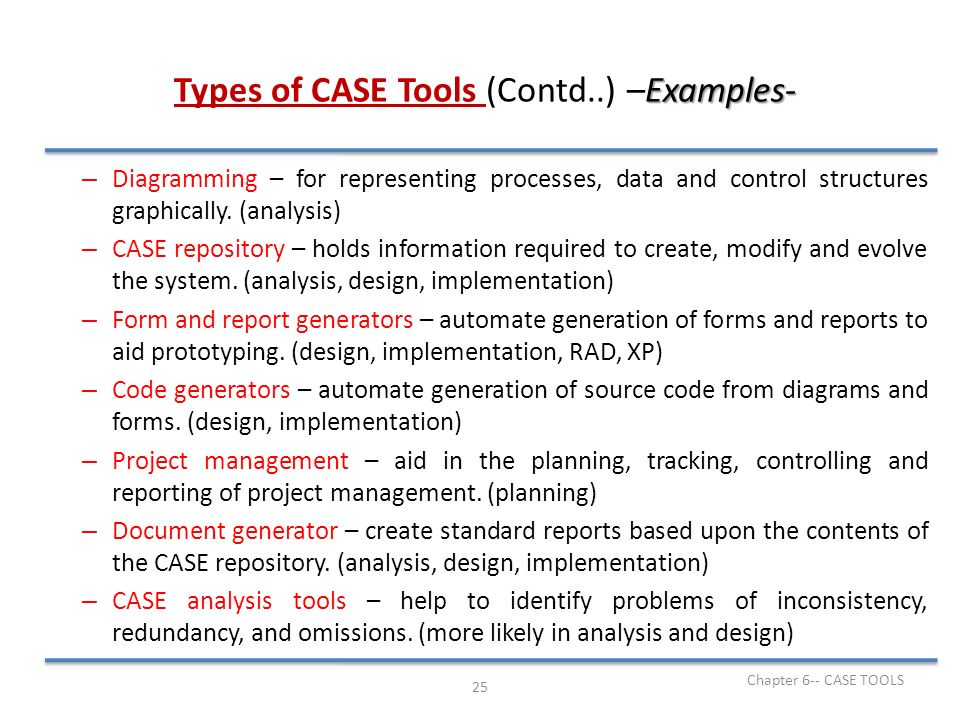 Types of CASE Tools (Contd..) –Examples-
– Diagramming – for representing processes, data and control structures
graphically. (analysis)
– CASE repository – holds information required to create, modify and evolve
the system. (analysis, design, implementation)
– Form and report generators – automate generation of forms and reports to
aid prototyping. (design, implementation, RAD, XP)
– Code generators – automate generation of source code from diagrams and
forms. (design, implementation)
– Project management – aid in the planning, tracking, controlling and
reporting of project management. (planning)
– Document generator – create standard reports based upon the contents of
the CASE repository. (analysis, design, implementation)
– CASE analysis tools – help to identify problems of inconsistency,
redundancy, and omissions. (more likely in analysis and design)
25
Chapter 6-- CASE TOOLS